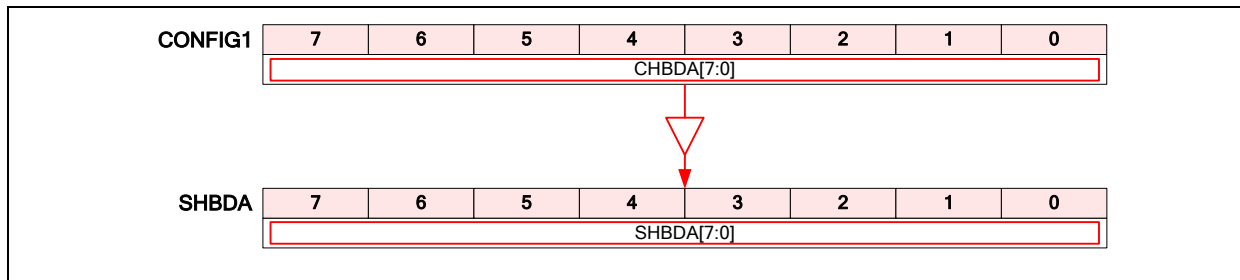 CONFIG1 7 6 5 4 3 2 1 0
CHBDA[7:0]
SHBDA 7 6 5 4 3 2 1 0
SHBDA[7:0]